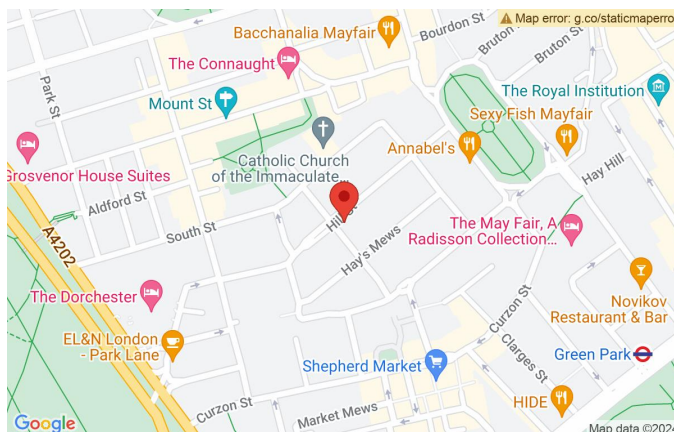 Map error: g.co/staticmaperro
Bourdon St
Bruton
Bruton St
Bacchanalia Mayfair
The Connaught
Park St
Mount St
The Royal Institution
Sexy Fish Mayfair
Annabel's
Hay Hill
Catholic Church
of the Immaculate...
Grosvenor House Suites
Aldford St
South St
Hill St
Hay's Mews
A4202
The May Fair, A
Radisson Collection...
The Dorchester
Curzon St
Novikov
Restaurant & Bar
EL&N London
- Park Lane
Clarges St
Green Park
Shepherd Market
HIDE
Curzon St
Market Mews
Google
Map data ©2024